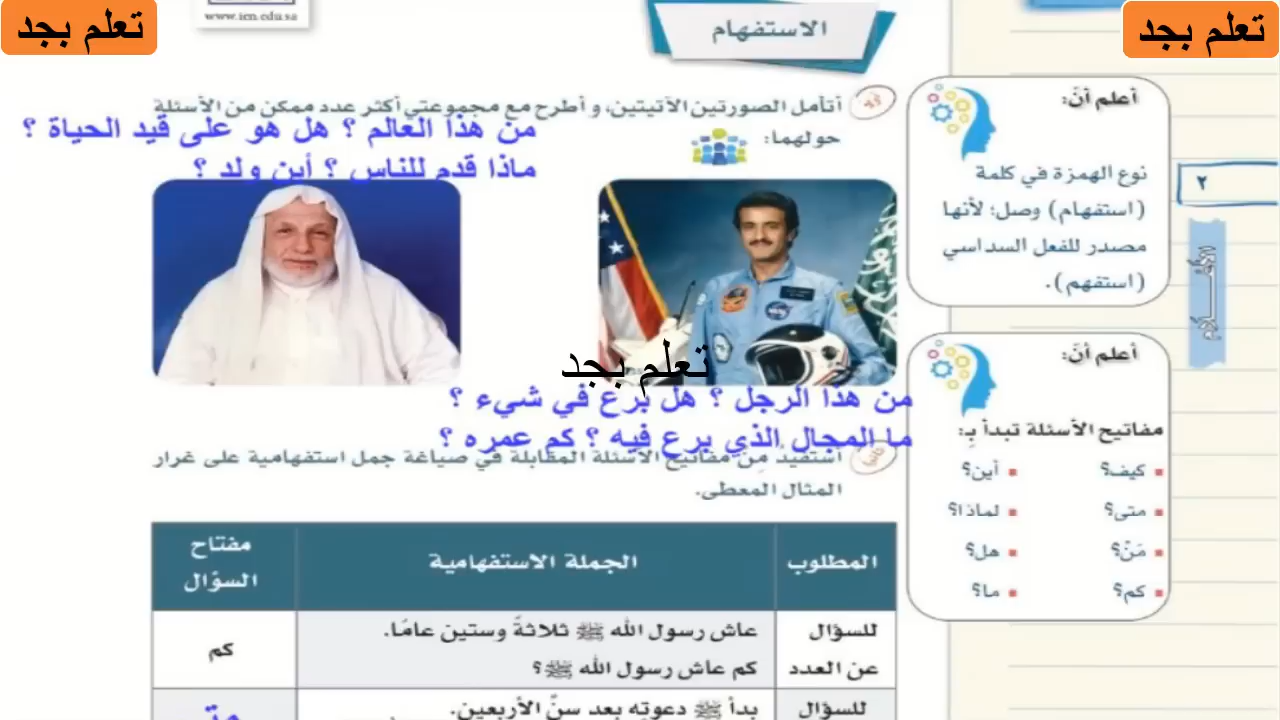 تعلم بجد
تعلم بجد
www.ien.edu.sa
الاستفهام
أولًا
أتأمل الصورتين الآتيتين، و أطرح مع مجموعتي أكثر عدد ممكن من الأسئلة
حولهما:
من هذا العالم ؟ هل هو على قيد الحياة ؟
ماذا قدم للناس ؟ أين ولد ؟
تعلم بجد
من هذا الرجل ؟ هل برع في شيء ؟
ما المجال الذي برع فيه ؟ كم عمره ؟
ثانيًا
أستفيدُ مِن مفاتيح الأسئلة المقابلة في صياغة جمل استفهامية على غرار
المثال المعطى.
المطلوب
الجملة الاستفهامية
مفتاح
السؤال
للسؤال
عن العدد
عاش رسول الله ﷺ ثلاثةً وستين عامًا.
كم عاش رسول الله ﷺ؟
كم
للسؤال
بدأ ﷺ دعوته بعد سنِّ الأربعين.
أعلم أنّ:
نوع الهمزة في كلمة
(استفهام) وصل؛ لأنها
مصدر للفعل السداسي
(استفهم).
أعلم أنّ:
مفاتيح الأسئلة تبدأ بِـ:
كيف؟
أين؟
متى؟
لماذا؟
مَنْ؟
هل؟
كم؟
ما؟
٢